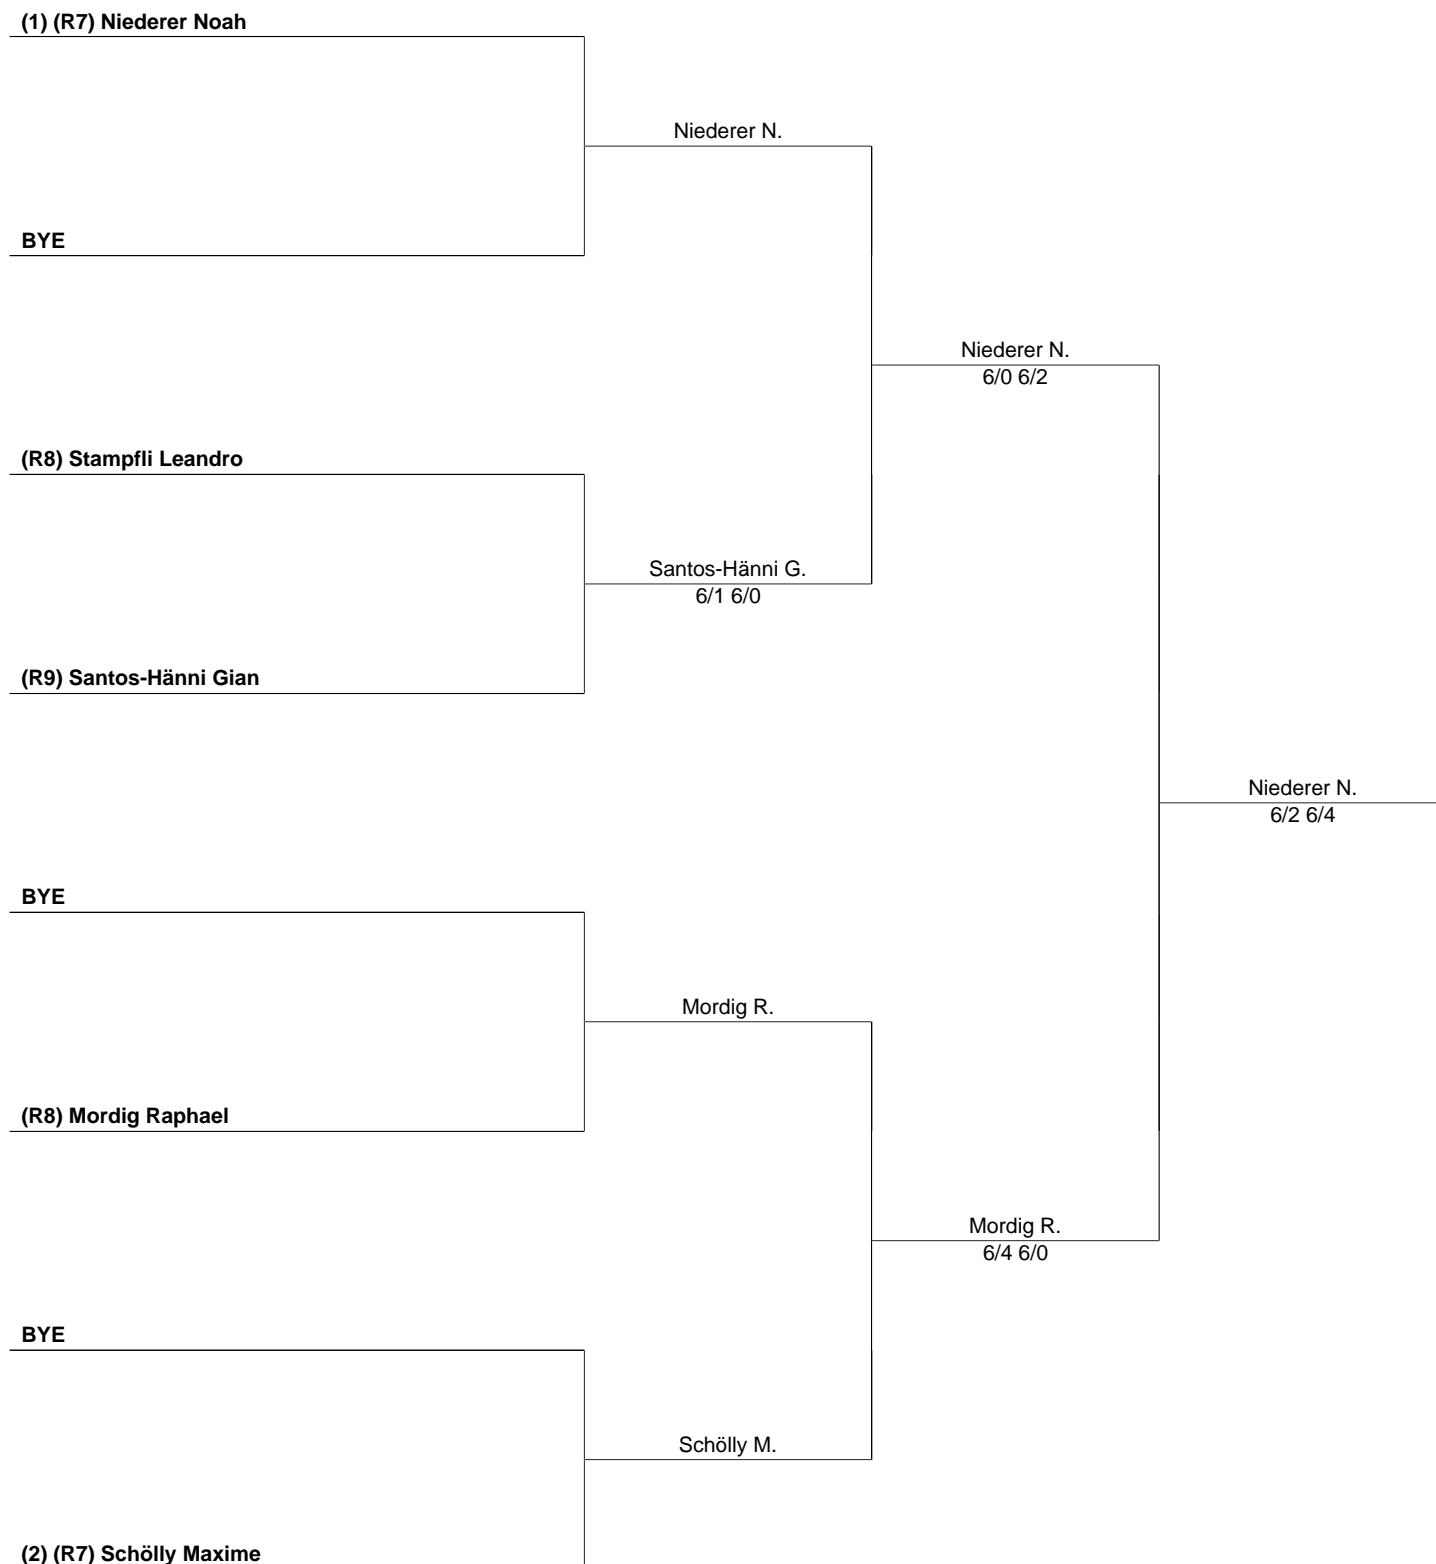 (1) (R7) Niederer Noah
Niederer N.
BYE
Niederer N.
6/0 6/2
(R8) Stampfli Leandro
Santos-Hänni G.
6/1 6/0
(R9) Santos-Hänni Gian
Niederer N.
6/2 6/4
BYE
Mordig R.
(R8) Mordig Raphael
Mordig R.
6/4 6/0
BYE
Schölly M.
(2) (R7) Schölly Maxime